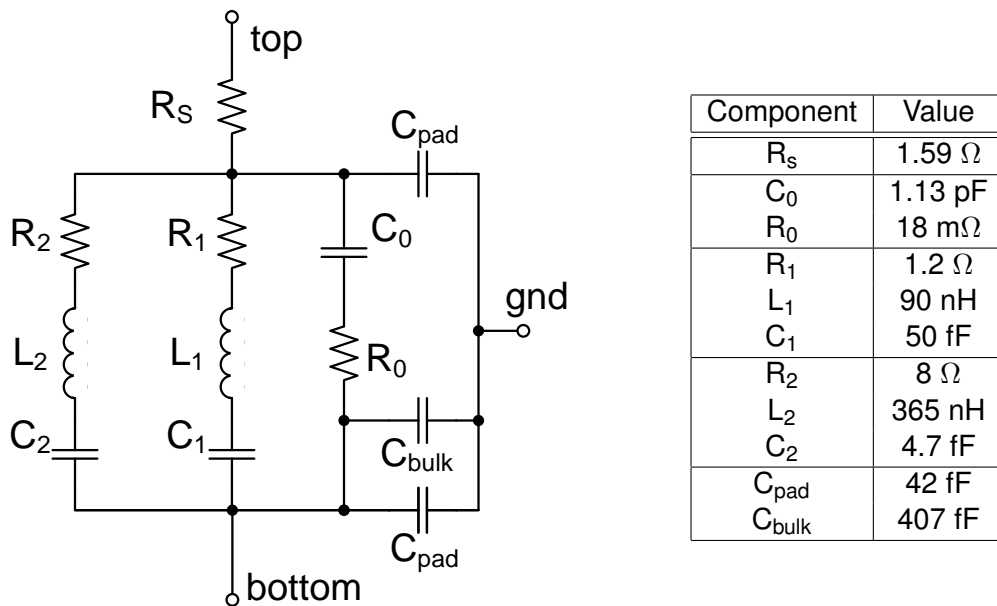 top
R_S
C_pad
R_2
R_1
C_0
gnd
L_2
L_1
R_0
C_2
C_1
C_bulk
C_pad
bottom
Component Value
R_s 1.59 Ω
C_0 1.13 pF
R_0 18 mΩ
R_1 1.2 Ω
L_1 90 nH
C_1 50 fF
R_2 8 Ω
L_2 365 nH
C_2 4.7 fF
C_pad 42 fF
C_bulk 407 fF